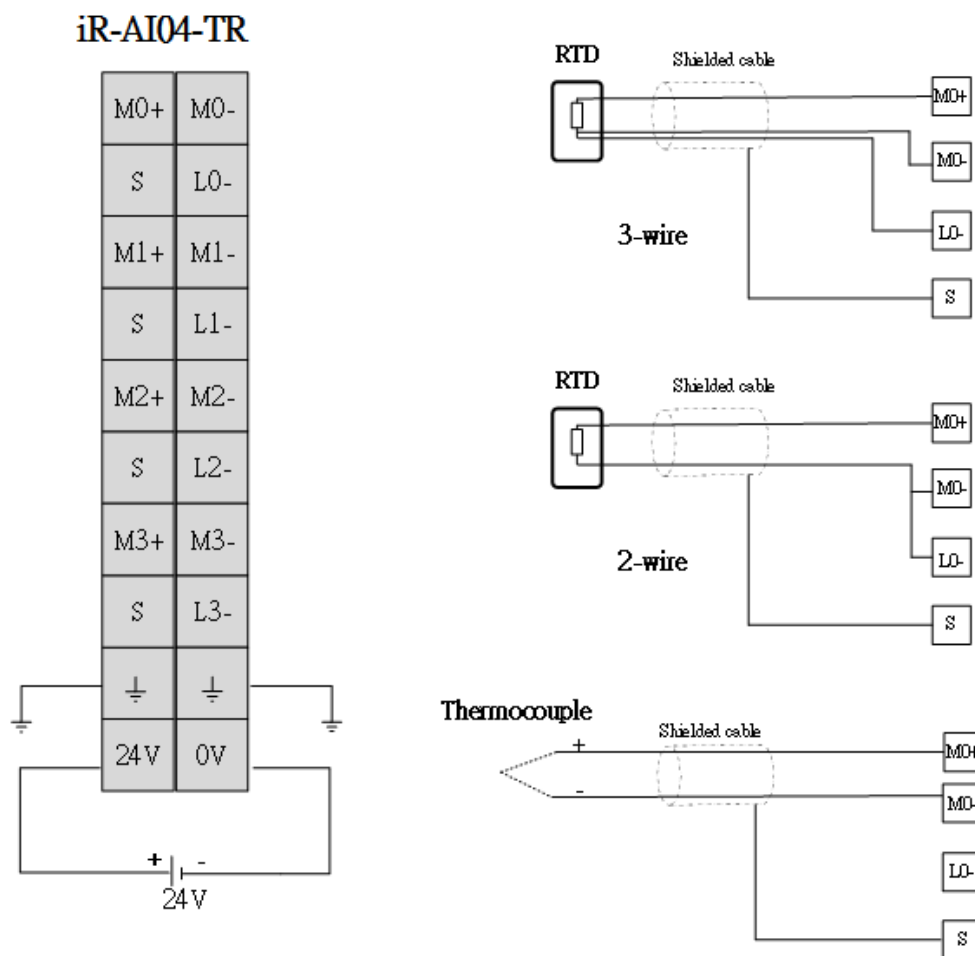 iR-AI04-TR
M0+ M0-
S L0-
M1+ M1-
S L1-
M2+ M2-
S L2-
M3+ M3-
S L3-
24V 0V
+ -
24V
RTD
Shielded cable
M0+
M0-
L0-
S
3-wire
RTD
Shielded cable
M0+
M0-
L0-
S
2-wire
Thermocouple
Shielded cable
+
-
M0+
M0-
L0-
S